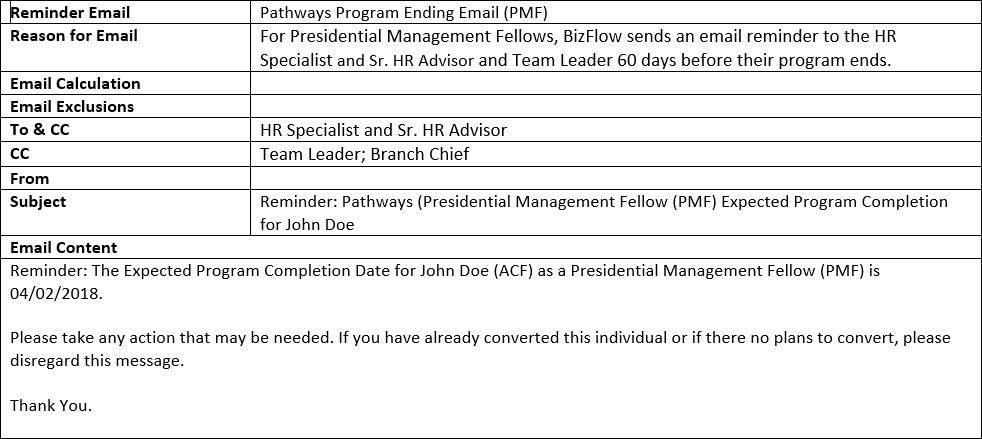 Reminder Email Pathways Program Ending Email (PMF)
Reason for Email For Presidential Management Fellows, BizFlow sends an email reminder to the HR
Specialist and Sr. HR Advisor and Team Leader 60 days before their program ends.
Email Calculation
Email Exclusions
To & CC HR Specialist and Sr. HR Advisor
CC Team Leader; Branch Chief
From
Subject Reminder: Pathways (Presidential Management Fellow (PMF) Expected Program Completion
for John Doe
Email Content
Reminder: The Expected Program Completion Date for John Doe (ACF) as a Presidential Management Fellow (PMF) is
04/02/2018.
Please take any action that may be needed. If you have already converted this individual or if there no plans to convert, please
disregard this message.
Thank You.